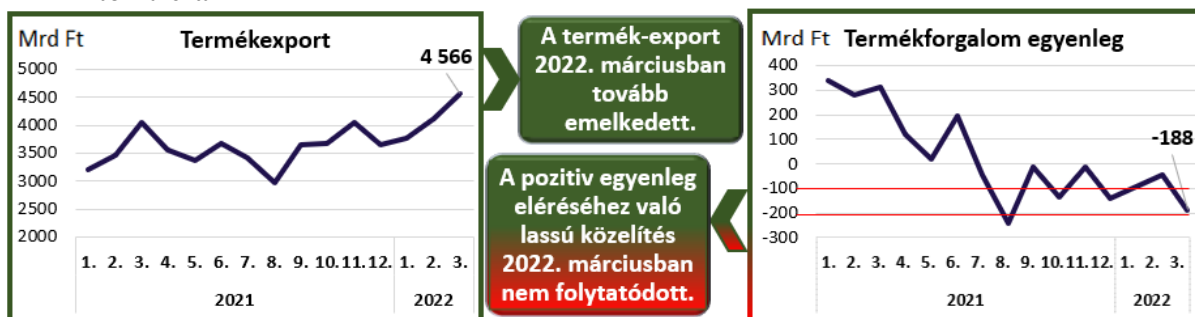 Mrd Ft
Termékexport
5000
4500
4000
3500
3000
2500
2000
4 566
1. 2. 3. 4. 5. 6. 7. 8. 9. 10. 11. 12. 1. 2. 3.
2021 2022
A termék-export
2022. márciusban
tovább
emelkedett.
A pozitiv egyenleg
eléréséhez való
lassú közelítés
2022. márciusban
nem folytatódott.
Mrd Ft Termékforgalom egyenleg
400
300
200
100
0
-100
-200
-300
-188
1. 2. 3. 4. 5. 6. 7. 8. 9. 10. 11. 12. 1. 2. 3.
2021 2022